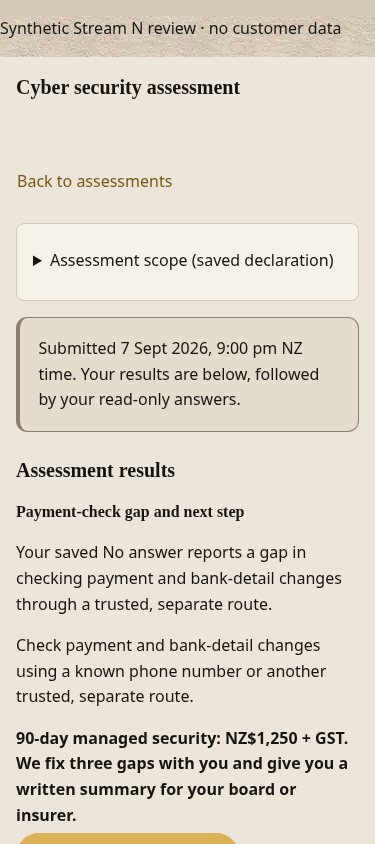 Synthetic Stream N review · no customer data
Cyber security assessment
Back to assessments
▶ Assessment scope (saved declaration)
Submitted 7 Sept 2026, 9:00 pm NZ
time. Your results are below, followed
by your read-only answers.
Assessment results
Payment-check gap and next step
Your saved No answer reports a gap in
checking payment and bank-detail changes
through a trusted, separate route.
Check payment and bank-detail changes
using a known phone number or another
trusted, separate route.
90-day managed security: NZ$1,250 + GST.
We fix three gaps with you and give you a
written summary for your board or
insurer.